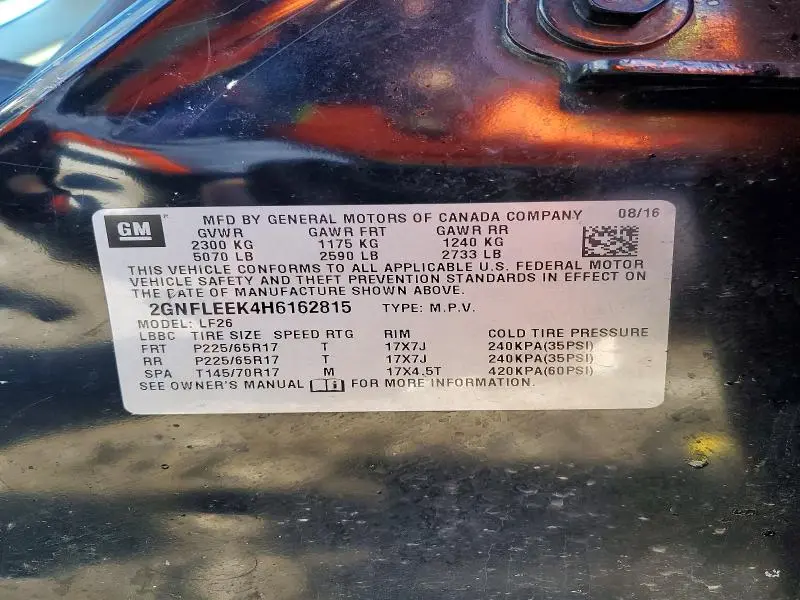 GM MFD BY GENERAL MOTORS OF CANADA COMPANY 08/16
GVWR GAWR FRT GAWR RR
2300 KG 1175 KG 1240 KG
5070 LB 2590 LB 2733 LB
THIS VEHICLE CONFORMS TO ALL APPLICABLE U.S. FEDERAL MOTOR
VEHICLE SAFETY AND THEFT PREVENTION STANDARDS IN EFFECT ON
THE DATE OF MANUFACTURE SHOWN ABOVE.
2GNFLEEK4H6162815 TYPE: M.P.V.
MODEL: LF26
LBBC TIRE SIZE SPEED RTG RIM COLD TIRE PRESSURE
FRT P225/65R17 T 17X7J 240KPA(35PSI)
RR P225/65R17 T 17X7J 240KPA(35PSI)
SPA T145/70R17 M 17X4.5T 420KPA(60PSI)
SEE OWNER'S MANUAL FOR MORE INFORMATION.